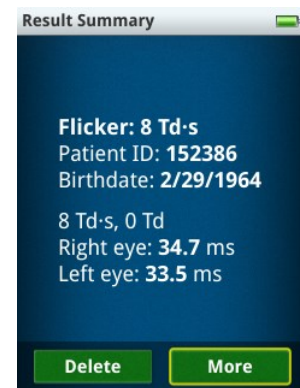 Result Summary
Flicker: 8 Td·s
Patient ID: 152386
Birthdate: 2/29/1964
8 Td·s, 0 Td
Right eye: 34.7 ms
Left eye: 33.5 ms
Delete More